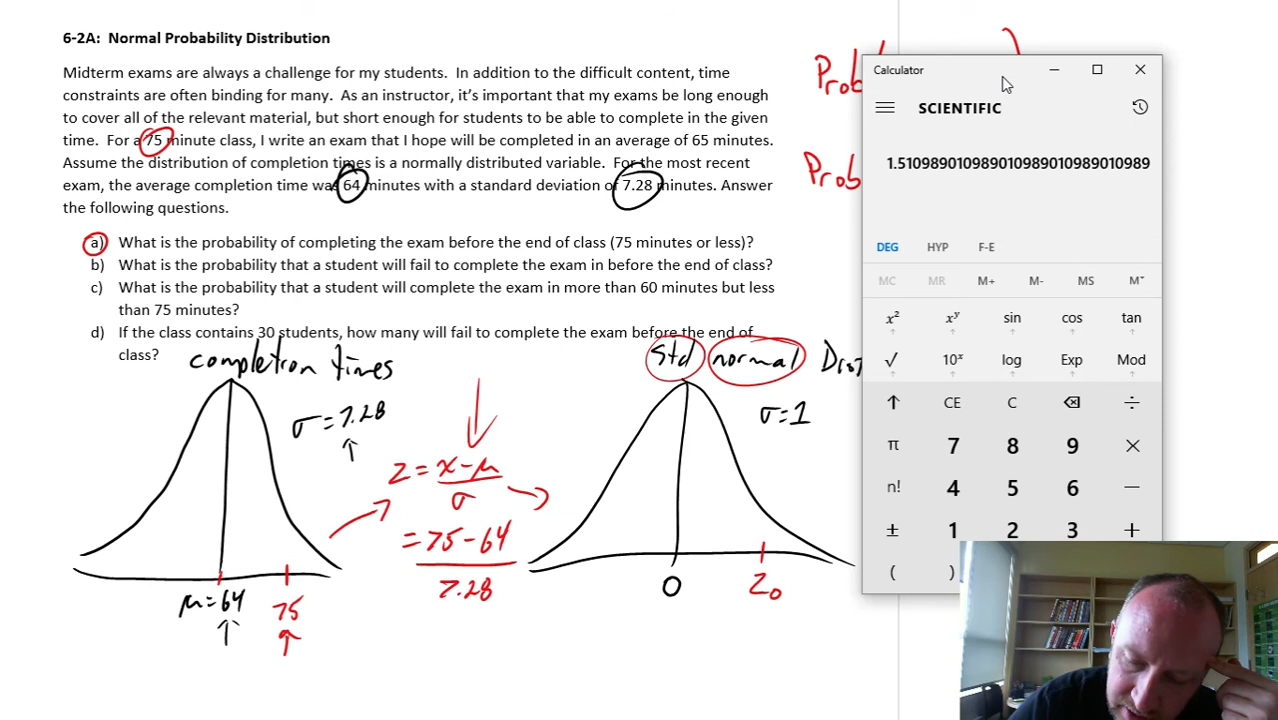 6-2A: Normal Probability Distribution
Midterm exams are always a challenge for my students. In addition to the difficult content, time
constraints are often binding for many. As an instructor, it's important that my exams be long enough
to cover all of the relevant material, but short enough for students to be able to complete in the given
time. For a 75 minute class, I write an exam that I hope will be completed in an average of 65 minutes.
Assume the distribution of completion times is a normally distributed variable. For the most recent
exam, the average completion time was 64 minutes with a standard deviation of 7.28 minutes. Answer
the following questions.
a) What is the probability of completing the exam before the end of class (75 minutes or less)?
b) What is the probability that a student will fail to complete the exam in before the end of class?
c) What is the probability that a student will complete the exam in more than 60 minutes but less
than 75 minutes?
d) If the class contains 30 students, how many will fail to complete the exam before the end of
class?
completion times
σ=7.28
μ=64
75
z = x-μ
σ
= 75-64
7.28
Std normal Dist
σ=1
0
Z₀
Prob
Prob
Calculator
SCIENTIFIC
1.5109890109890109890109890109890
DEG HYP F-E
MC MR M+ M- MS M˅
x² xʸ sin cos tan
√ 10ˣ log Exp Mod
↑ CE C ⌫ ÷
π 7 8 9 ×
n! 4 5 6 −
± 1 2 3 +
( )